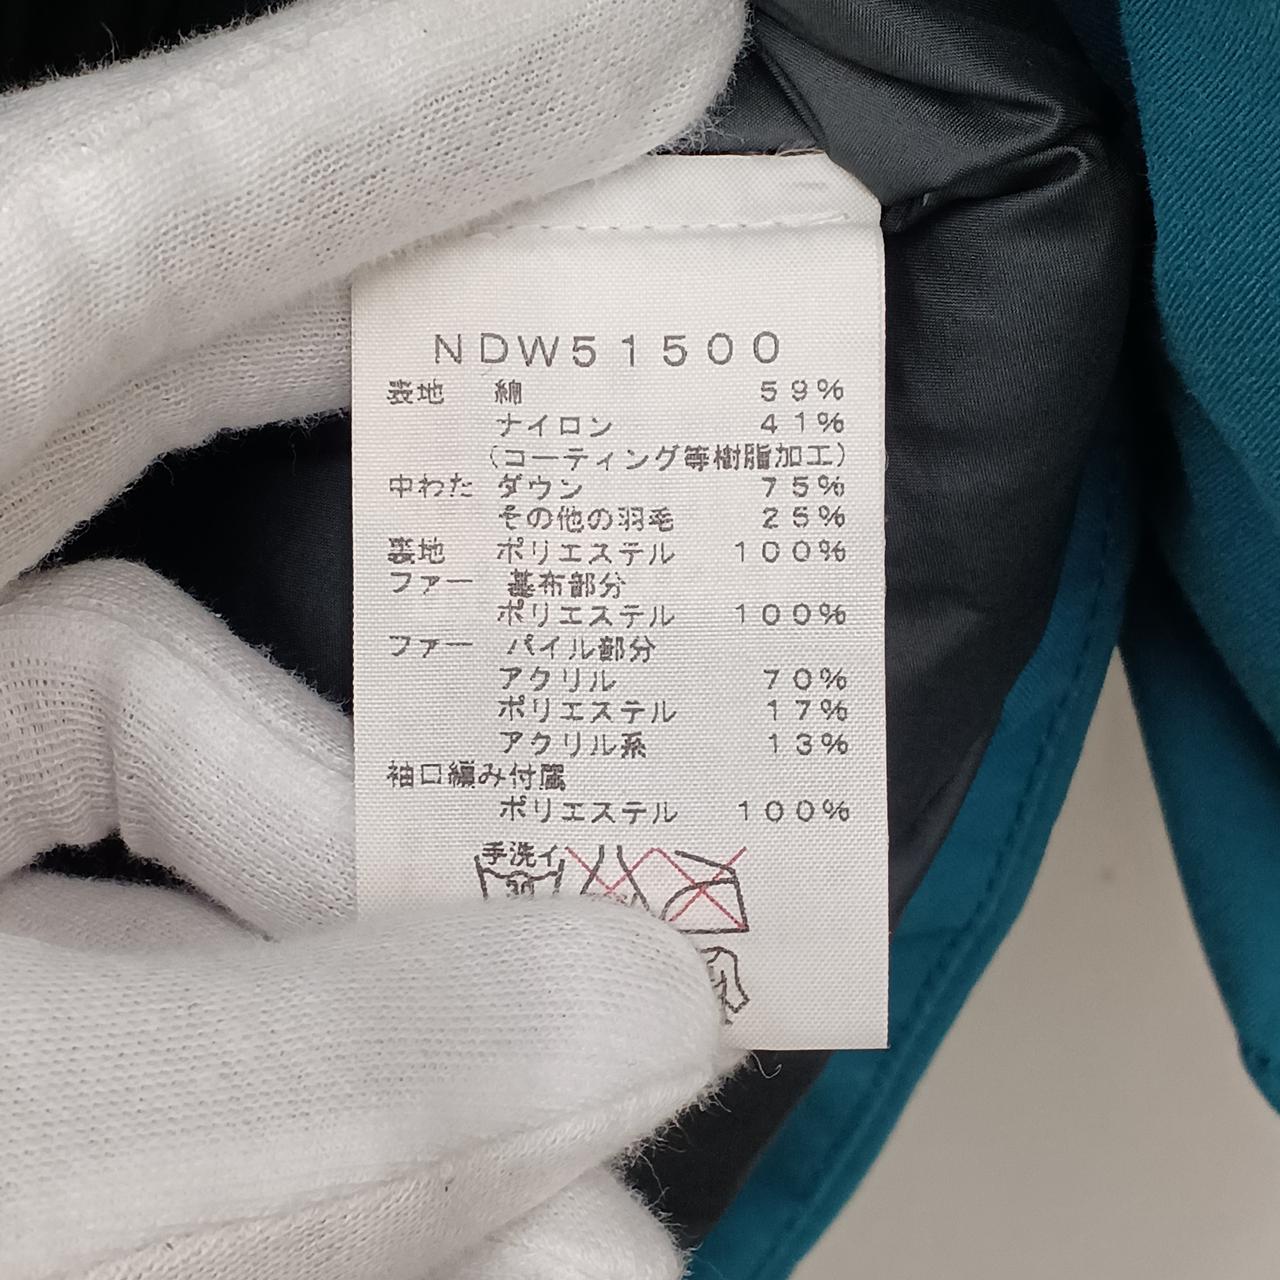 NDW51500
表地 綿 59%
ナイロン 41%
(コーティング等樹脂加工)
中わた ダウン 75%
その他の羽毛 25%
裏地 ポリエステル 100%
ファー 基布部分
ポリエステル 100%
ファー パイル部分
アクリル 70%
ポリエステル 17%
アクリル系 13%
袖口編み付属
ポリエステル 100%
手洗イ
30